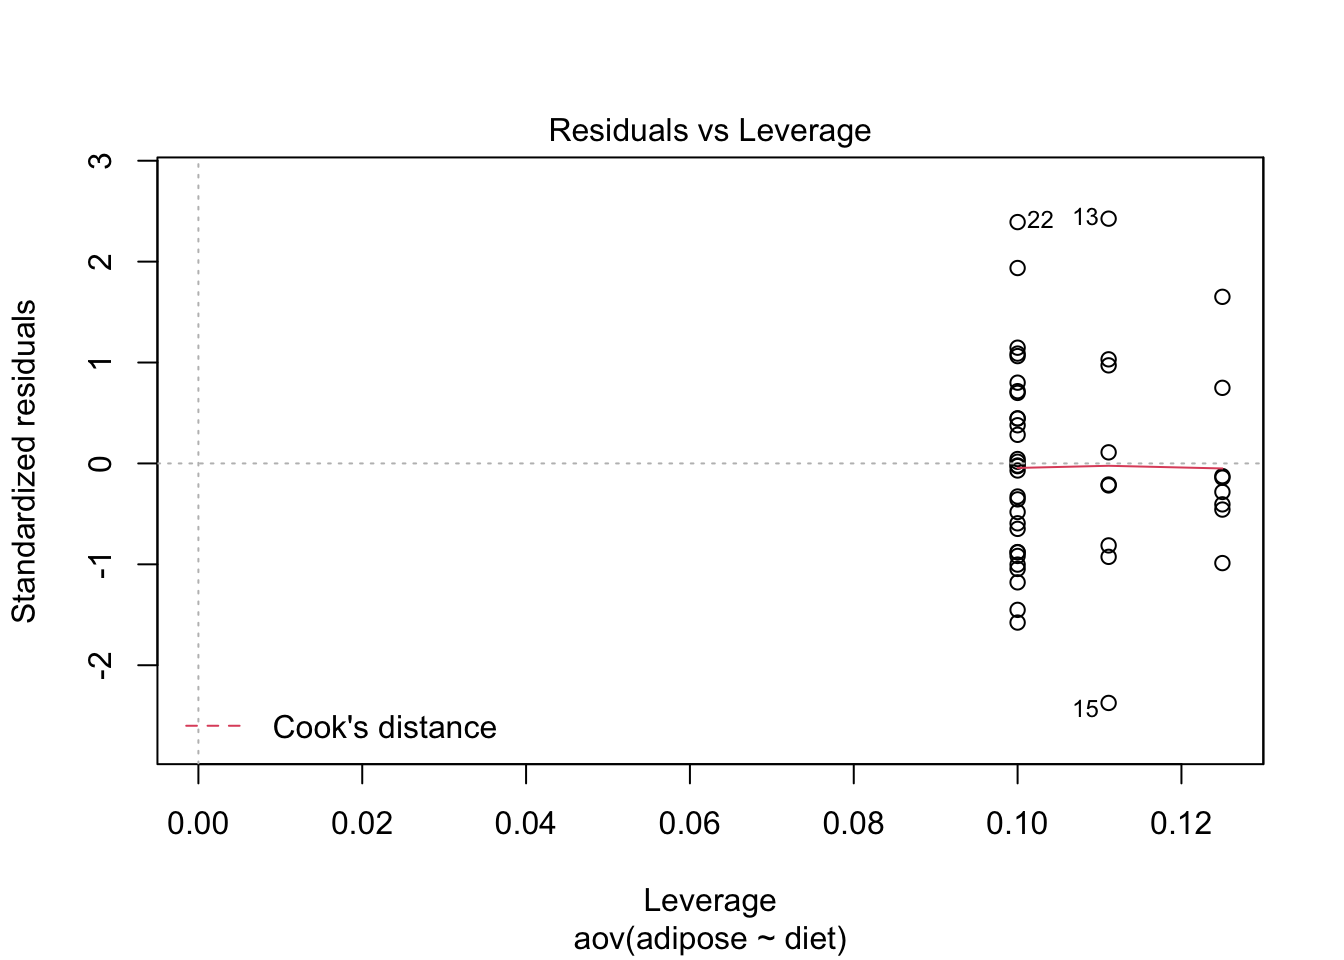 Residuals vs Leverage
3
2
1
0
-1
-2
Standardized residuals
22
13
15
Cook's distance
0.00 0.02 0.04 0.06 0.08 0.10 0.12
Leverage
aov(adipose ~ diet)